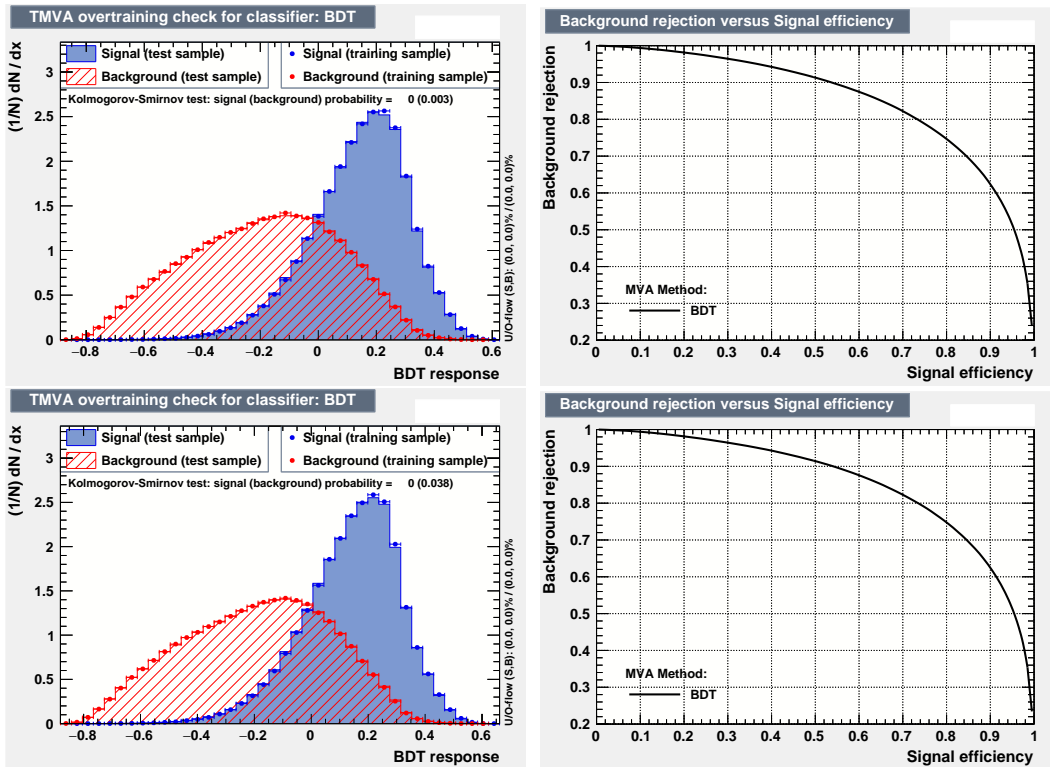 TMVA overtraining check for classifier: BDT
(1/N) dN / dx
Signal (test sample)
Background (test sample)
Signal (training sample)
Background (training sample)
Kolmogorov-Smirnov test: signal (background) probability = 0 (0.003)
3
2.5
2
1.5
1
0.5
0
−0.8 −0.6 −0.4 −0.2 0 0.2 0.4 0.6
BDT response
U/O-flow (S,B): (0.0, 0.0)% / (0.0, 0.0)%
Background rejection versus Signal efficiency
Background rejection
1
0.9
0.8
0.7
0.6
0.5
0.4
0.3
0.2
MVA Method:
BDT
0 0.1 0.2 0.3 0.4 0.5 0.6 0.7 0.8 0.9 1
Signal efficiency
TMVA overtraining check for classifier: BDT
(1/N) dN / dx
Signal (test sample)
Background (test sample)
Signal (training sample)
Background (training sample)
Kolmogorov-Smirnov test: signal (background) probability = 0 (0.038)
3
2.5
2
1.5
1
0.5
0
−0.8 −0.6 −0.4 −0.2 0 0.2 0.4 0.6
BDT response
U/O-flow (S,B): (0.0, 0.0)% / (0.0, 0.0)%
Background rejection versus Signal efficiency
Background rejection
1
0.9
0.8
0.7
0.6
0.5
0.4
0.3
0.2
MVA Method:
BDT
0 0.1 0.2 0.3 0.4 0.5 0.6 0.7 0.8 0.9 1
Signal efficiency